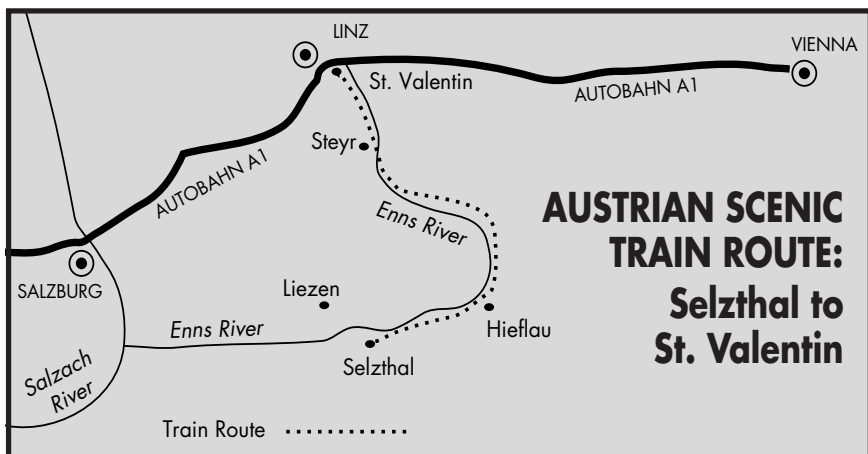 LINZ
VIENNA
St. Valentin
AUTOBAHN A1
Steyr
AUTOBAHN A1
Enns River
AUSTRIAN SCENIC
TRAIN ROUTE:
Selzthal to
St. Valentin
SALZBURG
Liezen
Enns River
Hieflau
Selzthal
Salzach
River
Train Route